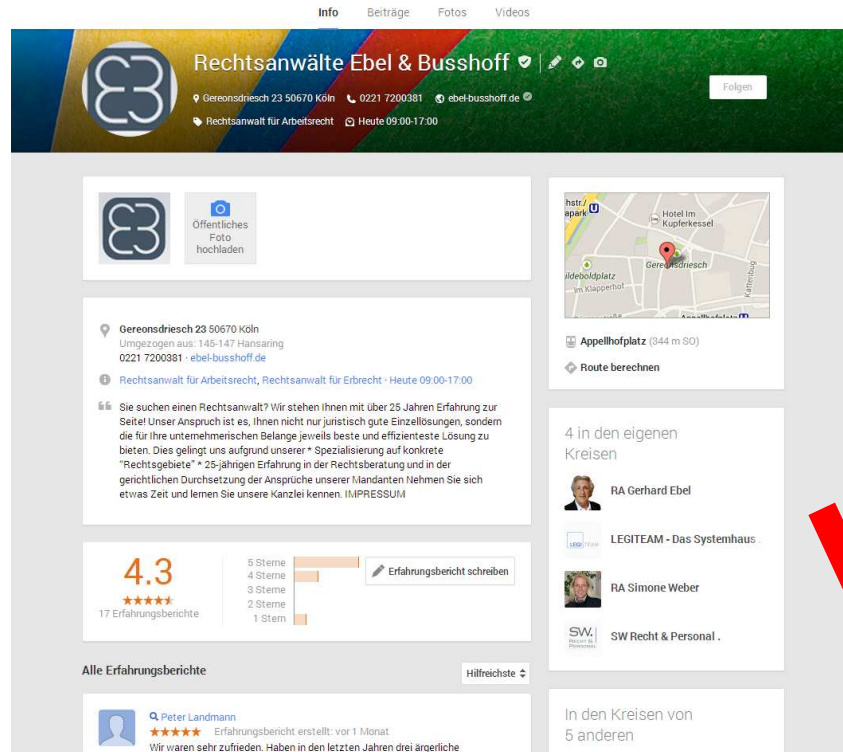 Info Beiträge Fotos Videos
Rechtsanwälte Ebel & Busshoff
Gereonsdriesch 23 50670 Köln 0221 7200381 ebel-busshoff.de
Rechtsanwalt für Arbeitsrecht Heute 09:00-17:00
Folgen
Öffentliches
Foto
hochladen
Gereonsdriesch 23 50670 Köln
Umgezogen aus: 145-147 Hansaring
0221 7200381 · ebel-busshoff.de
Rechtsanwalt für Arbeitsrecht, Rechtsanwalt für Erbrecht · Heute 09:00-17:00
Sie suchen einen Rechtsanwalt? Wir stehen Ihnen mit über 25 Jahren Erfahrung zur
Seite! Unser Anspruch ist es, Ihnen nicht nur juristisch gute Einzellösungen, sondern
die für Ihre unternehmerischen Belange jeweils beste und effizienteste Lösung zu
bieten. Dies gelingt uns aufgrund unserer * Spezialisierung auf konkrete
"Rechtsgebiete" * 25-jährigen Erfahrung in der Rechtsberatung und in der
gerichtlichen Durchsetzung der Ansprüche unserer Mandanten Nehmen Sie sich
etwas Zeit und lernen Sie unsere Kanzlei kennen. IMPRESSUM
4.3
17 Erfahrungsberichte
5 Sterne
4 Sterne
3 Sterne
2 Sterne
1 Stern
Erfahrungsbericht schreiben
Alle Erfahrungsberichte
Hilfreichste
Peter Landmann
Erfahrungsbericht erstellt: vor 1 Monat
Wir waren sehr zufrieden. Haben in den letzten Jahren drei ärgerliche
hstr./
apark U
Hotel Im
Kupferkessel
Gereonsdriesch
ildeboldplatz
Im Klapperhof
Kattenbug
Appellhofplatz (344 m SO)
Route berechnen
4 in den eigenen
Kreisen
RA Gerhard Ebel
LEGITEAM - Das Systemhaus .
RA Simone Weber
SW.
SW Recht & Personal .
In den Kreisen von
5 anderen